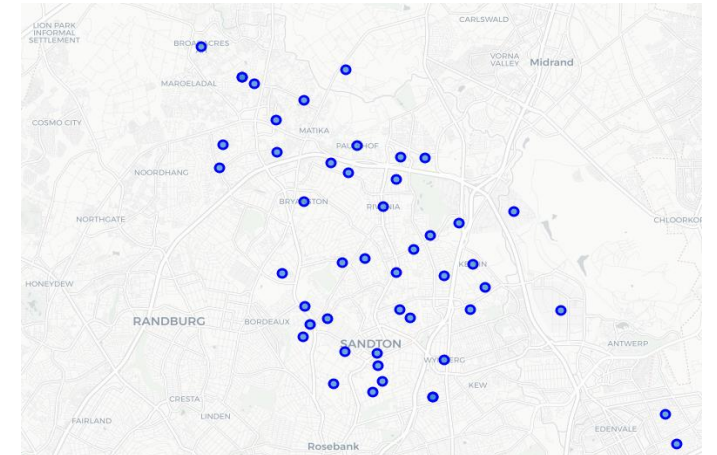 CARLSWALD
LION PARK
INFORMAL
SETTLEMENT
VORNA
VALLEY
Midrand
MAROELADAL
COSMO CITY
MATIKA
NOORDHANG
NORTHGATE
CHLOORKOP
HONEYDEW
RANDBURG
BORDEAUX
SANDTON
ANTWERP
KEW
CRESTA
LINDEN
FAIRLAND
EDENVALE
Rosebank